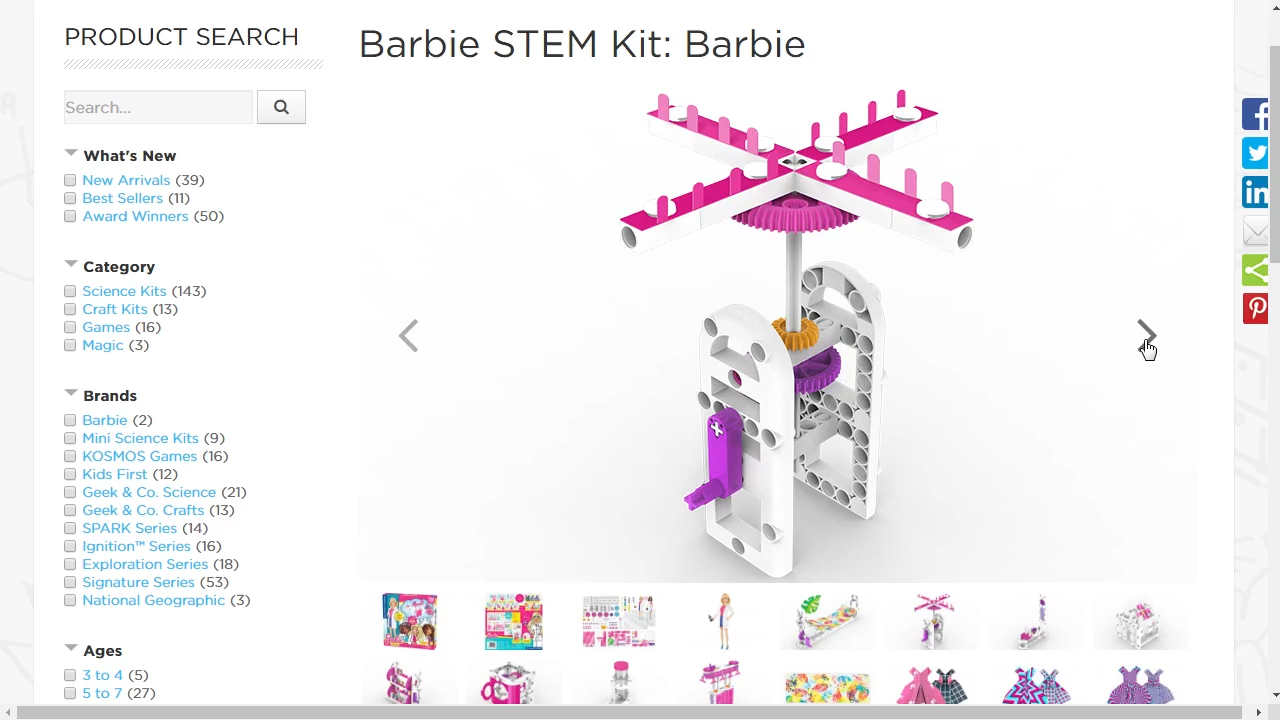 PRODUCT SEARCH
Search...
What's New
New Arrivals (39)
Best Sellers (11)
Award Winners (50)
Category
Science Kits (143)
Craft Kits (13)
Games (16)
Magic (3)
Brands
Barbie (2)
Mini Science Kits (9)
KOSMOS Games (16)
Kids First (12)
Geek & Co. Science (21)
Geek & Co. Crafts (13)
SPARK Series (14)
Ignition™ Series (16)
Exploration Series (18)
Signature Series (53)
National Geographic (3)
Ages
3 to 4 (5)
5 to 7 (27)
Barbie STEM Kit: Barbie